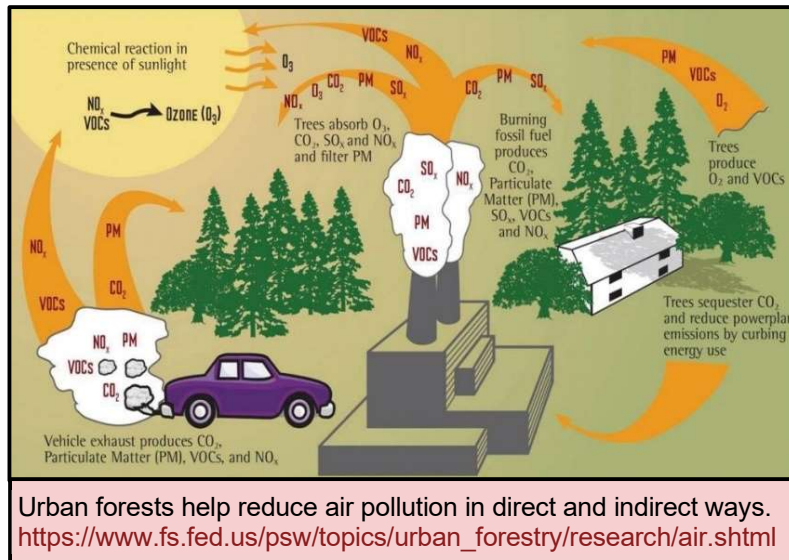 Chemical reaction in
presence of sunlight
NOₓ
VOCs
Ozone (O₃)
O₃
VOCs
NOₓ
NOₓ
O₃
CO₂
PM
SOₓ
CO₂
PM
SOₓ
PM
VOCs
O₂
Trees absorb O₃,
CO₂, SOₓ and NOₓ
and filter PM
Burning
fossil fuel
produces
CO₂,
Particulate
Matter (PM),
SOₓ, VOCs
and NOₓ
Trees
produce
O₂ and VOCs
SOₓ
CO₂
NOₓ
PM
VOCs
NOₓ
VOCs
PM
CO₂
NOₓ
PM
VOCs
CO₂
Trees sequester CO₂
and reduce powerplan
emissions by curbing
energy use
Vehicle exhaust produces CO₂,
Particulate Matter (PM), VOCs, and NOₓ
Urban forests help reduce air pollution in direct and indirect ways.
https://www.fs.fed.us/psw/topics/urban_forestry/research/air.shtml